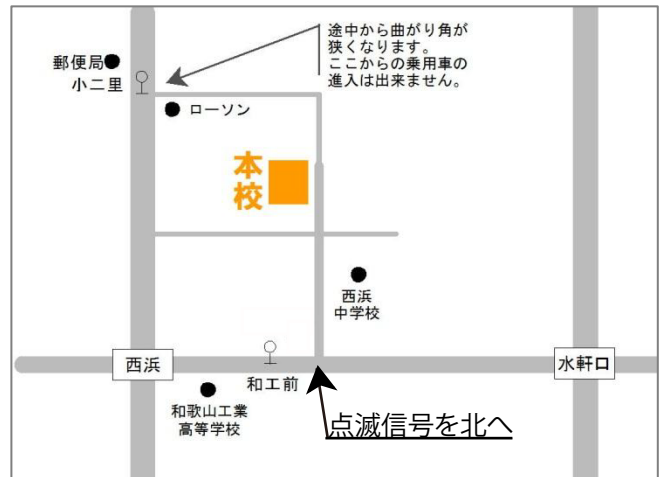 途中から曲がり角が
狭くなります。
ここからの乗用車の
進入は出来ません。
郵便局
小二里
ローソン
本校
西浜
中学校
西浜
水軒口
和工前
和歌山工業
高等学校
点滅信号を北へ